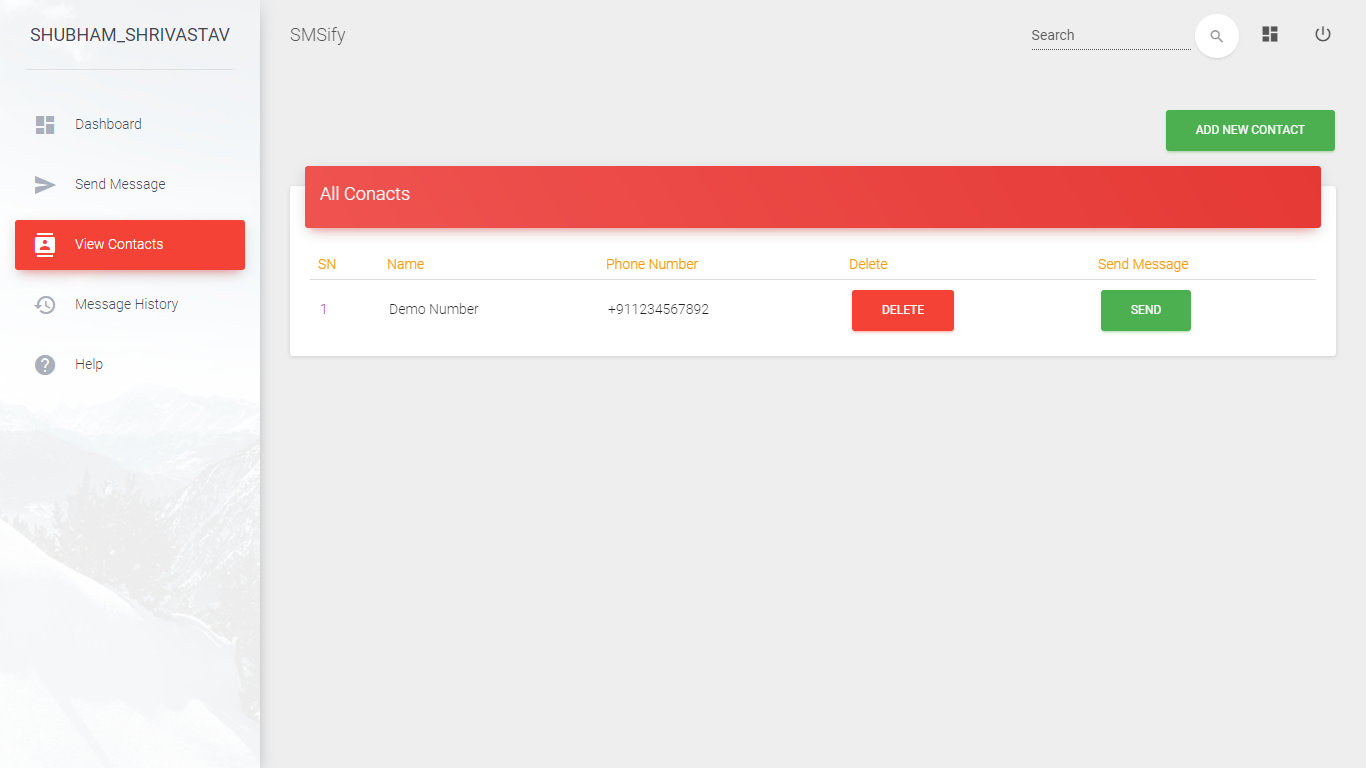 SHUBHAM_SHRIVASTAV
SMSify
Search
Dashboard
Send Message
View Contacts
Message History
Help
ADD NEW CONTACT
All Conacts
SN Name Phone Number Delete Send Message
1 Demo Number +911234567892 DELETE SEND